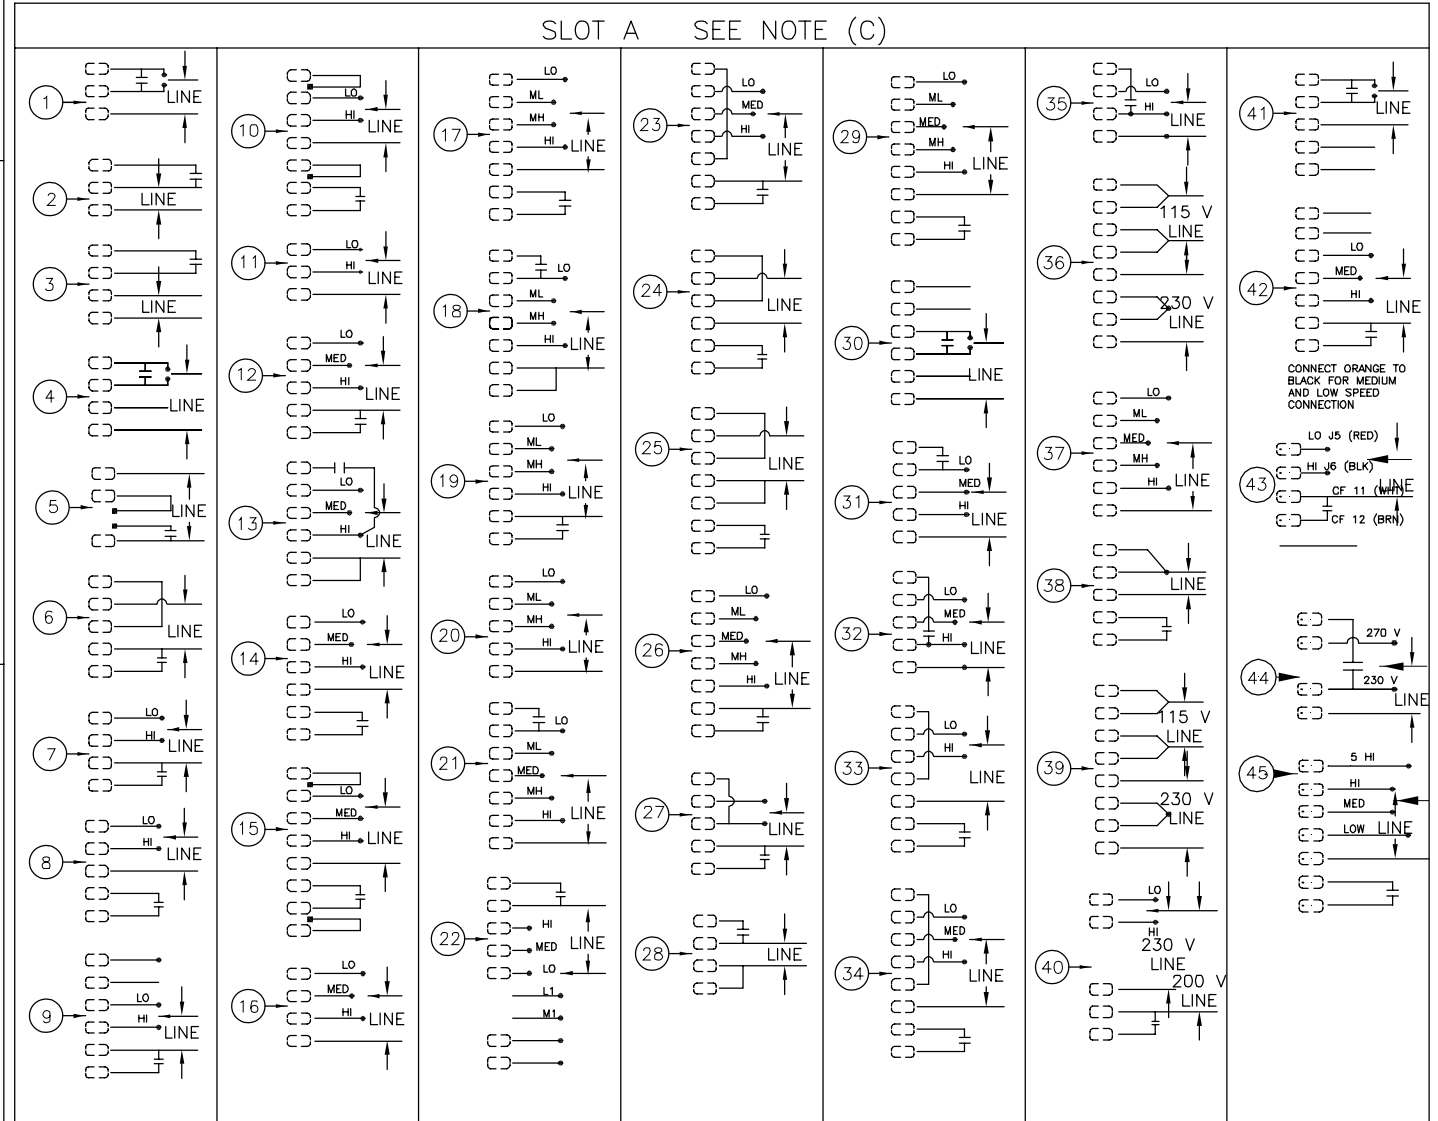 SLOT A SEE NOTE (C)
1
LINE
2
LINE
3
LINE
4
LINE
5
LINE
6
LINE
7
LO
HI
LINE
8
LO
HI
LINE
9
LO
HI
LINE
10
LO
HI
LINE
11
LO
HI
LINE
12
LO
MED
HI
LINE
13
LO
MED
HI
LINE
14
LO
MED
HI
LINE
15
LO
MED
HI
LINE
16
LO
MED
HI
LINE
17
LO
ML
MH
HI
LINE
18
LO
ML
MH
HI
LINE
19
LO
ML
MH
HI
LINE
20
LO
ML
MH
HI
LINE
21
LO
ML
MED
MH
HI
LINE
22
HI
MED
LO
LINE
L1
M1
23
LO
MED
HI
LINE
24
LINE
25
LINE
26
LO
ML
MED
MH
HI
LINE
27
LINE
28
LINE
29
LO
ML
MED
MH
HI
LINE
30
LINE
31
LO
MED
HI
LINE
32
LO
MED
HI
LINE
33
LO
HI
LINE
34
LO
MED
HI
LINE
35
LO
HI
LINE
36
115 V
LINE
230 V
LINE
37
LO
ML
MED
MH
HI
LINE
38
LINE
39
115 V
LINE
230 V
LINE
40
LO
HI
230 V
LINE
200 V
LINE
41
LINE
42
LO
MED
HI
LINE
CONNECT ORANGE TO
BLACK FOR MEDIUM
AND LOW SPEED
CONNECTION
43
LO J5 (RED)
HI J6 (BLK)
LINE
CF 11 (WHT)
CF 12 (BRN)
44
270 V
230 V
LINE
45
5 HI
HI
MED
LOW
LINE